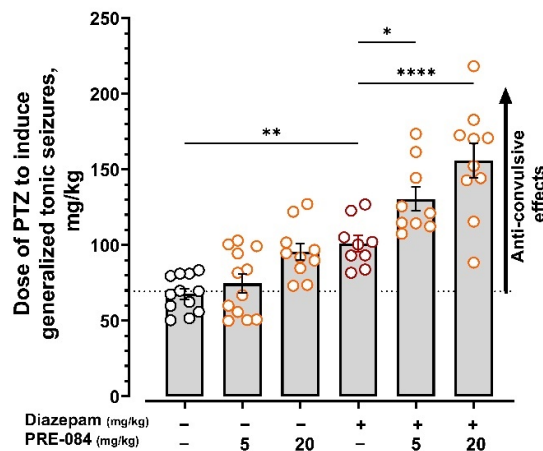 Dose of PTZ to induce
generalized tonic seizures,
mg/kg
250
200
150
100
50
0
*
****
**
Anti-convulsive
effects
Diazepam (mg/kg) – – – + + +
PRE-084 (mg/kg) – 5 20 – 5 20